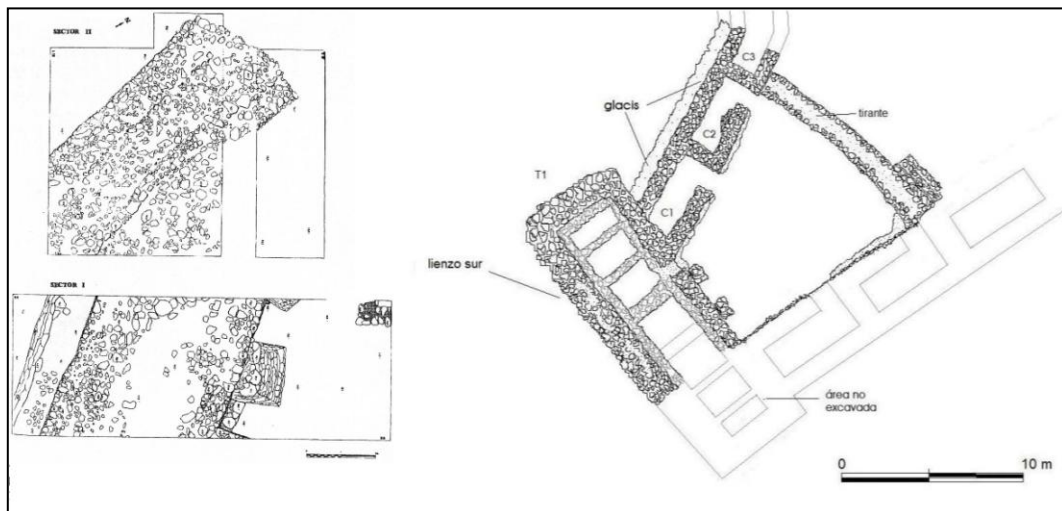 SECTOR II
N
SECTOR I
C3
glacis
tirante
C2
T1
C1
lienzo sur
área no
excavada
0 10 m